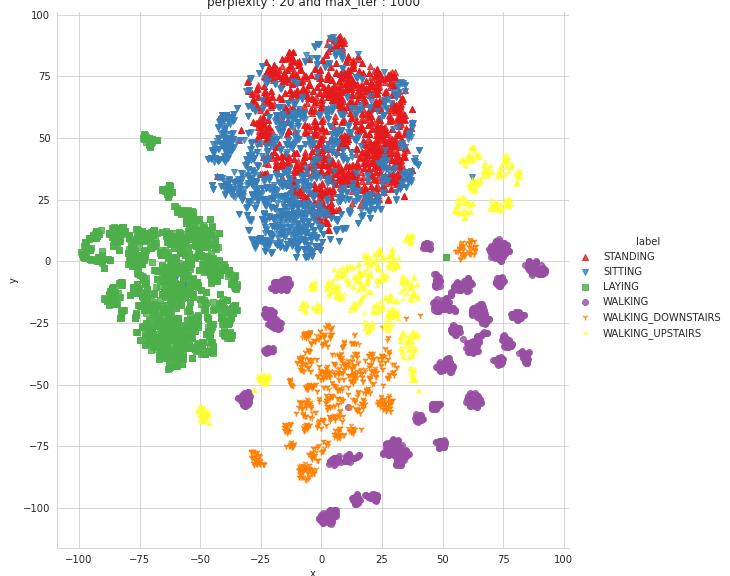 perplexity : 20 and max_iter : 1000
100
75
50
25
0
−25
−50
−75
−100
y
−100 −75 −50 −25 0 25 50 75 100
x
label
STANDING
SITTING
LAYING
WALKING
WALKING_DOWNSTAIRS
WALKING_UPSTAIRS